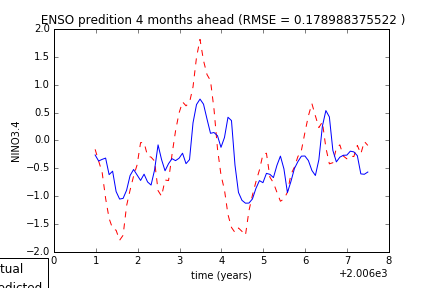 ENSO predition 4 months ahead (RMSE = 0.178988375522 )
2.0
1.5
1.0
0.5
0.0
−0.5
−1.0
−1.5
−2.0
NINO3.4
0 1 2 3 4 5 6 7 8
time (years)
+2.006e3
tual
edicted